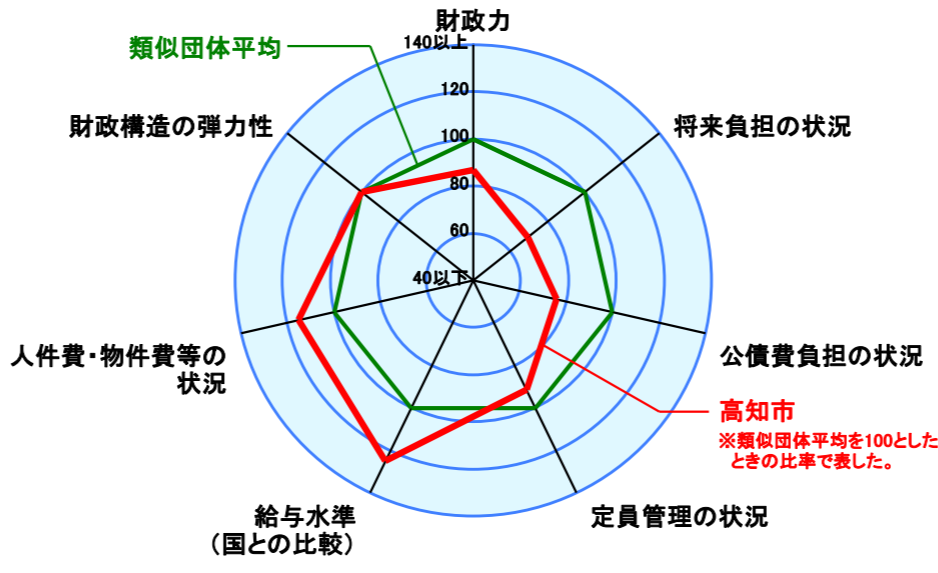 財政力
140以上
120
100
80
60
40以下
類似団体平均
財政構造の弾力性
将来負担の状況
人件費・物件費等の
状況
公債費負担の状況
高知市
※類似団体平均を100とした
ときの比率で表した。
給与水準
（国との比較）
定員管理の状況